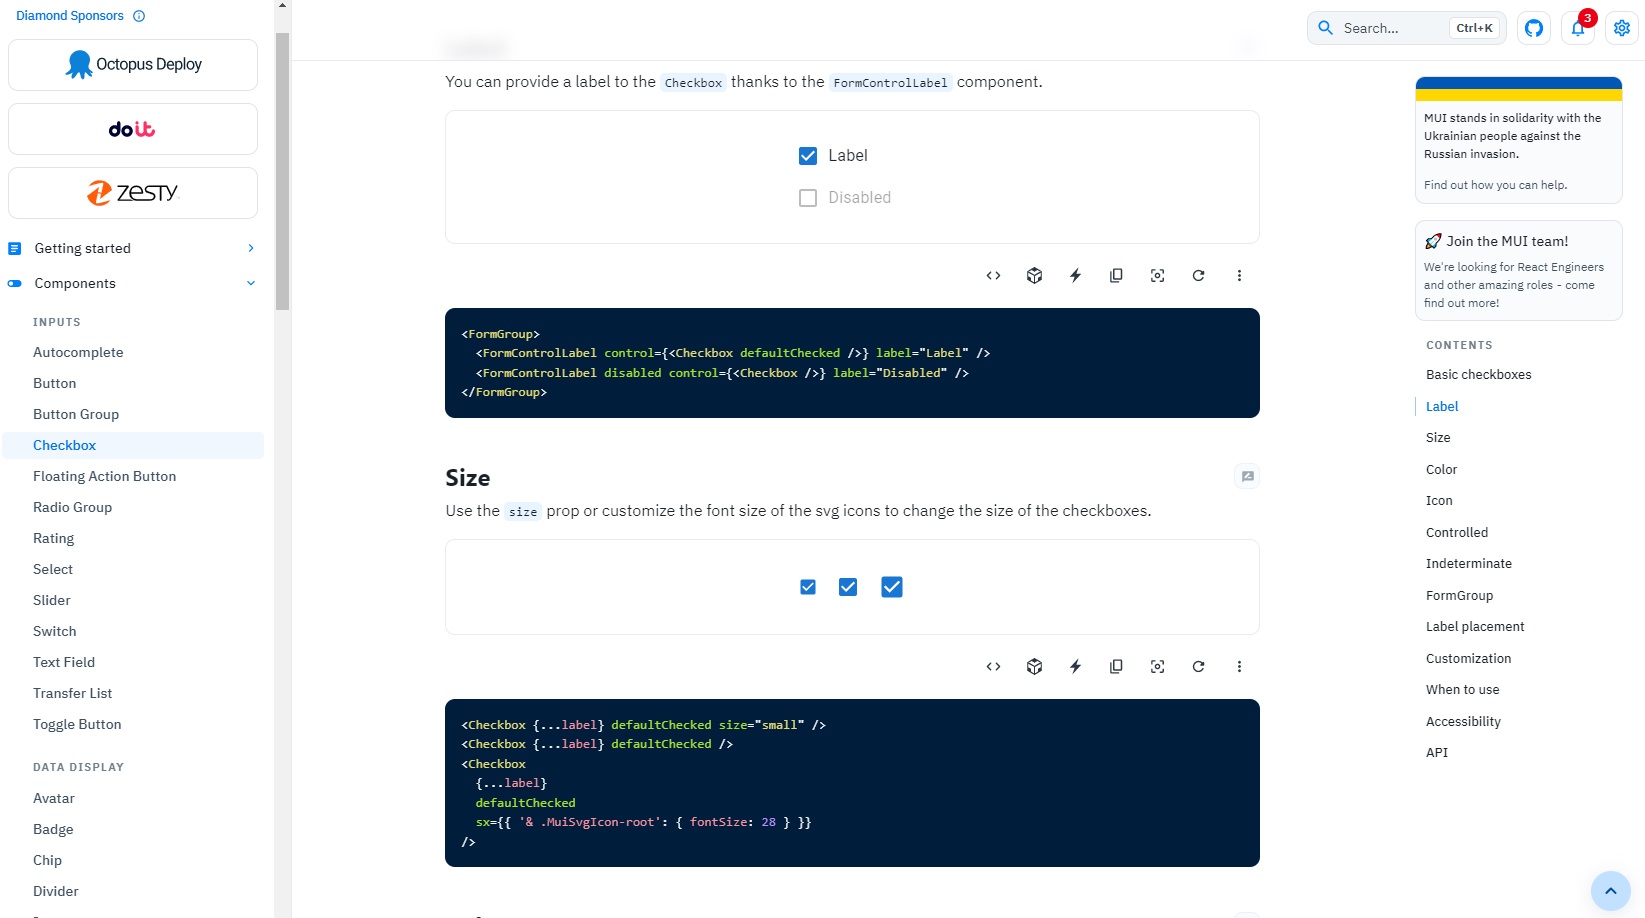 Diamond Sponsors
Octopus Deploy
doit
zesty
Getting started
Components
INPUTS
Autocomplete
Button
Button Group
Checkbox
Floating Action Button
Radio Group
Rating
Select
Slider
Switch
Text Field
Transfer List
Toggle Button
DATA DISPLAY
Avatar
Badge
Chip
Divider
Search...
Ctrl+K
3
You can provide a label to the Checkbox thanks to the FormControlLabel component.
Label
Disabled
<FormGroup>
<FormControlLabel control={<Checkbox defaultChecked />} label="Label" />
<FormControlLabel disabled control={<Checkbox />} label="Disabled" />
</FormGroup>
Size
Use the size prop or customize the font size of the svg icons to change the size of the checkboxes.
<Checkbox {...label} defaultChecked size="small" />
<Checkbox {...label} defaultChecked />
<Checkbox
{...label}
defaultChecked
sx={{ '& .MuiSvgIcon-root': { fontSize: 28 } }}
/>
MUI stands in solidarity with the
Ukrainian people against the
Russian invasion.
Find out how you can help.
Join the MUI team!
We're looking for React Engineers
and other amazing roles - come
find out more!
CONTENTS
Basic checkboxes
Label
Size
Color
Icon
Controlled
Indeterminate
FormGroup
Label placement
Customization
When to use
Accessibility
API